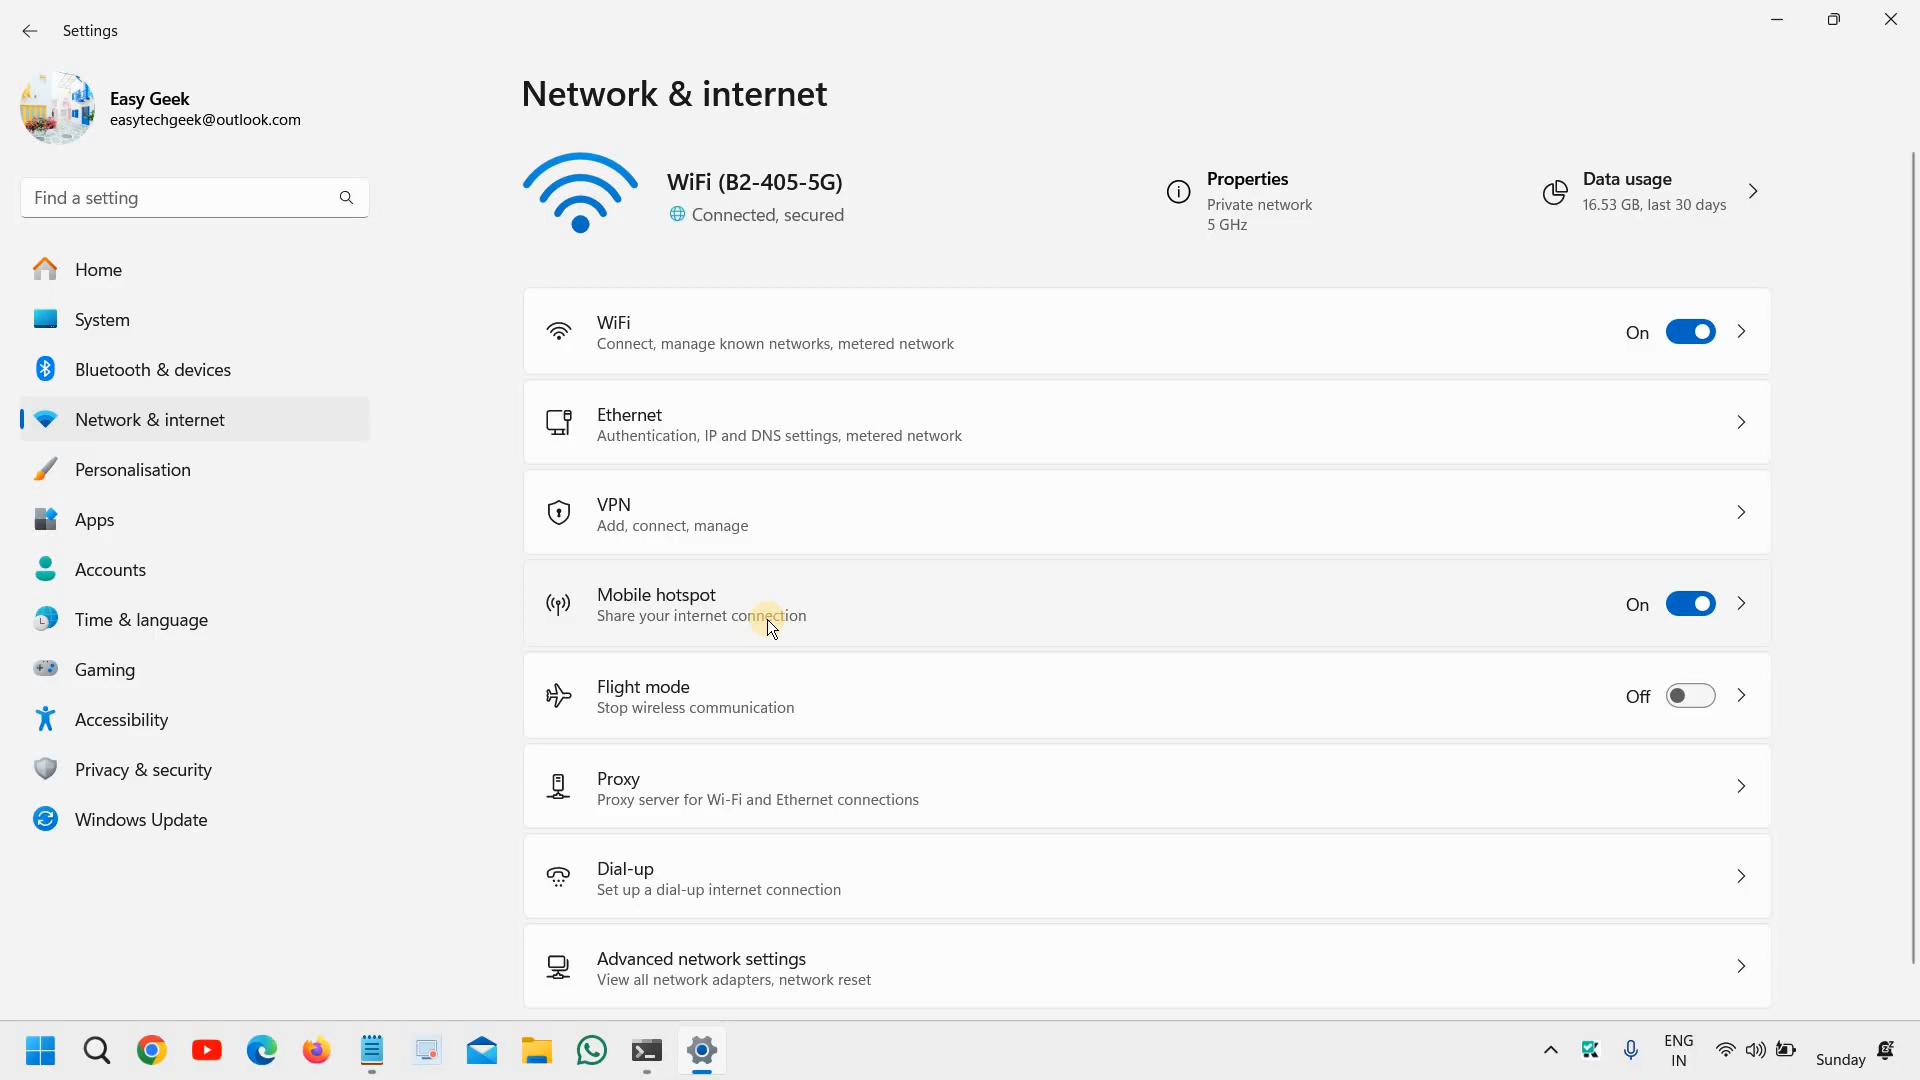 Settings
Easy Geek
easytechgeek@outlook.com
Find a setting
Home
System
Bluetooth & devices
Network & internet
Personalisation
Apps
Accounts
Time & language
Gaming
Accessibility
Privacy & security
Windows Update
Network & internet
WiFi (B2-405-5G)
Connected, secured
Properties
Private network
5 GHz
Data usage
16.53 GB, last 30 days
WiFi
Connect, manage known networks, metered network
On
Ethernet
Authentication, IP and DNS settings, metered network
VPN
Add, connect, manage
Mobile hotspot
Share your internet connection
On
Flight mode
Stop wireless communication
Off
Proxy
Proxy server for Wi-Fi and Ethernet connections
Dial-up
Set up a dial-up internet connection
Advanced network settings
View all network adapters, network reset
ENG
IN
Sunday